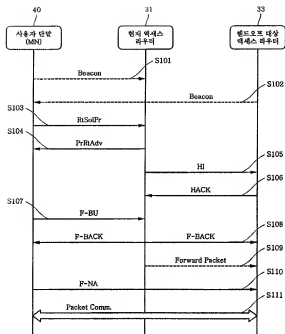 40
31
33
사용자 단말
(MN)
현재 액세스
라우터
핸드오프 대상
액세스 라우터
Beacon
S101
Beacon
S102
S103
RtSolPr
S104
PrRtAdv
HI
S105
HACK
S106
S107
F-BU
F-BACK
F-BACK
S108
Forward Packet
S109
F-NA
S110
Packet Comm.
S111